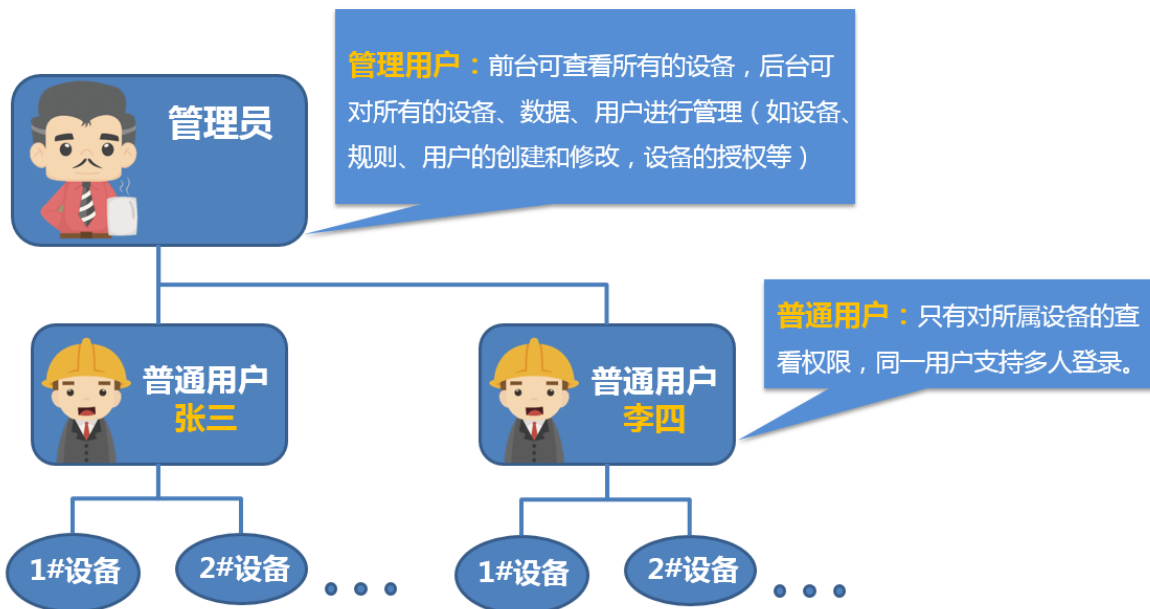 管理用户：前台可查看所有的设备，后台可
对所有的设备、数据、用户进行管理（如设备、
规则、用户的创建和修改，设备的授权等）
管理员
普通用户：只有对所属设备的查
看权限，同一用户支持多人登录。
普通用户
张三
普通用户
李四
1#设备
2#设备
1#设备
2#设备